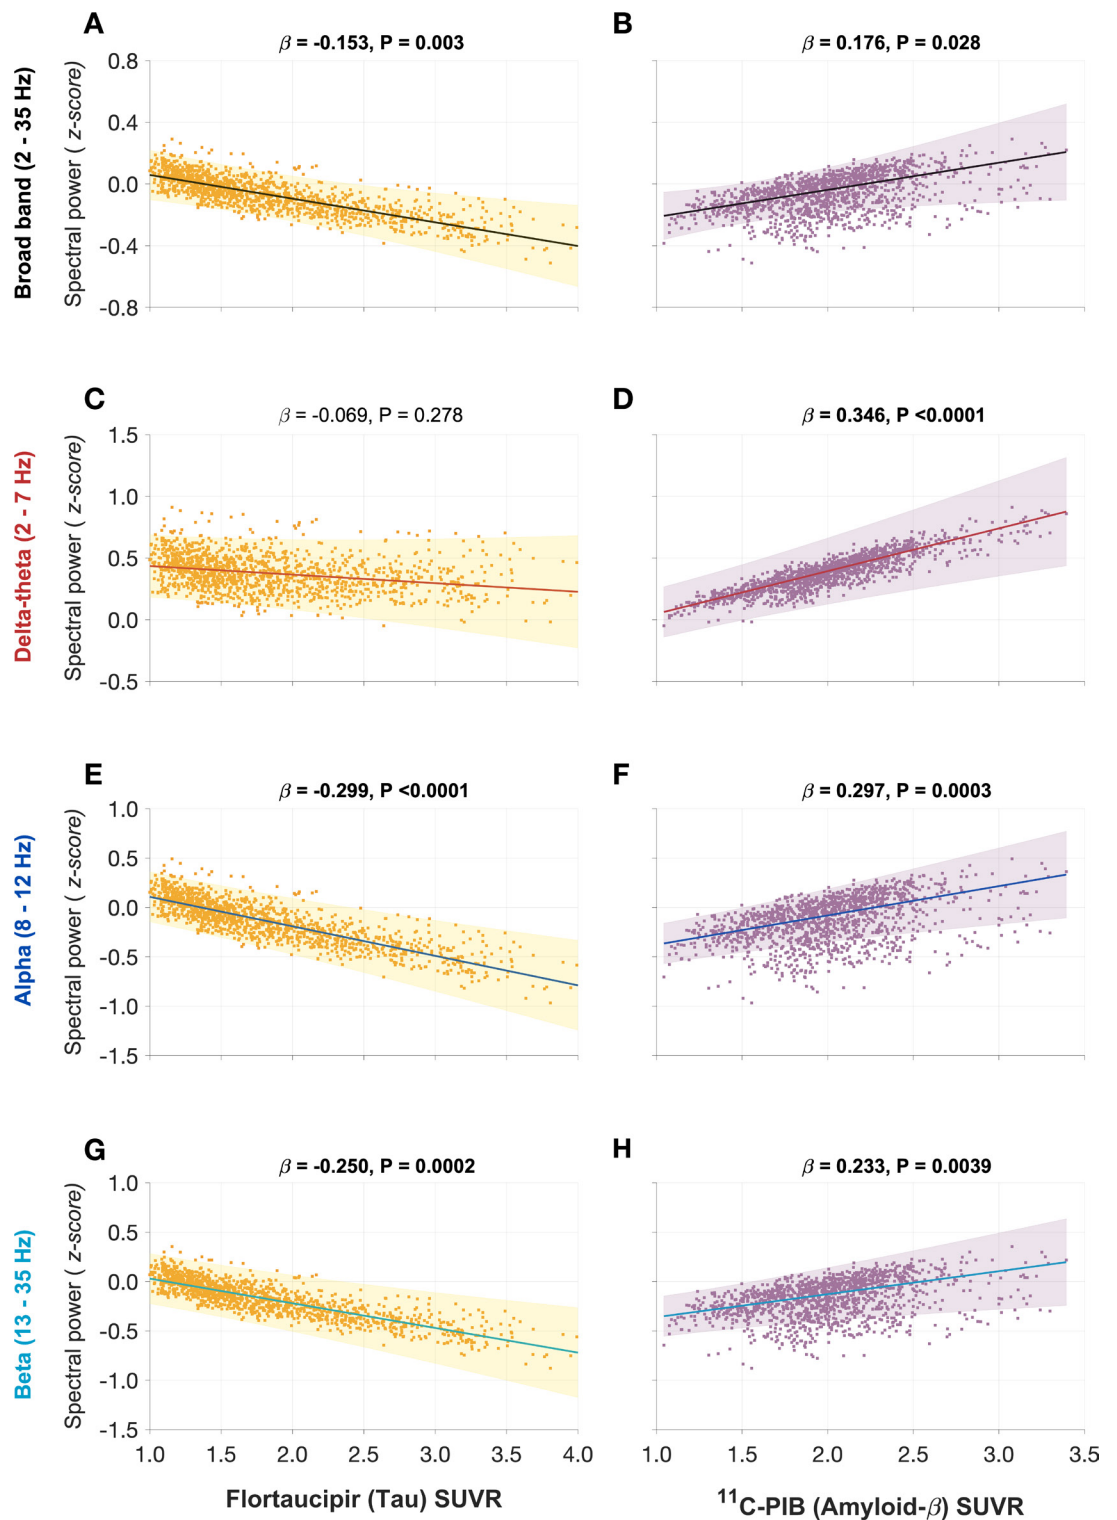 A
β = -0.153, P = 0.003
B
β = 0.176, P = 0.028
Broad band (2 - 35 Hz)
Spectral power ( z-score)
0.8
0.4
0.0
-0.4
-0.8
C
β = -0.069, P = 0.278
D
β = 0.346, P <0.0001
Delta-theta (2 - 7 Hz)
Spectral power ( z-score)
1.5
1.0
0.5
0.0
-0.5
E
β = -0.299, P <0.0001
F
β = 0.297, P = 0.0003
Alpha (8 - 12 Hz)
Spectral power ( z-score)
1.0
0.5
0.0
-0.5
-1.0
-1.5
G
β = -0.250, P = 0.0002
H
β = 0.233, P = 0.0039
Beta (13 - 35 Hz)
Spectral power ( z-score)
1.0
0.5
0.0
-0.5
-1.0
-1.5
1.0 1.5 2.0 2.5 3.0 3.5 4.0
1.0 1.5 2.0 2.5 3.0 3.5
Flortaucipir (Tau) SUVR
¹¹C-PIB (Amyloid-β) SUVR